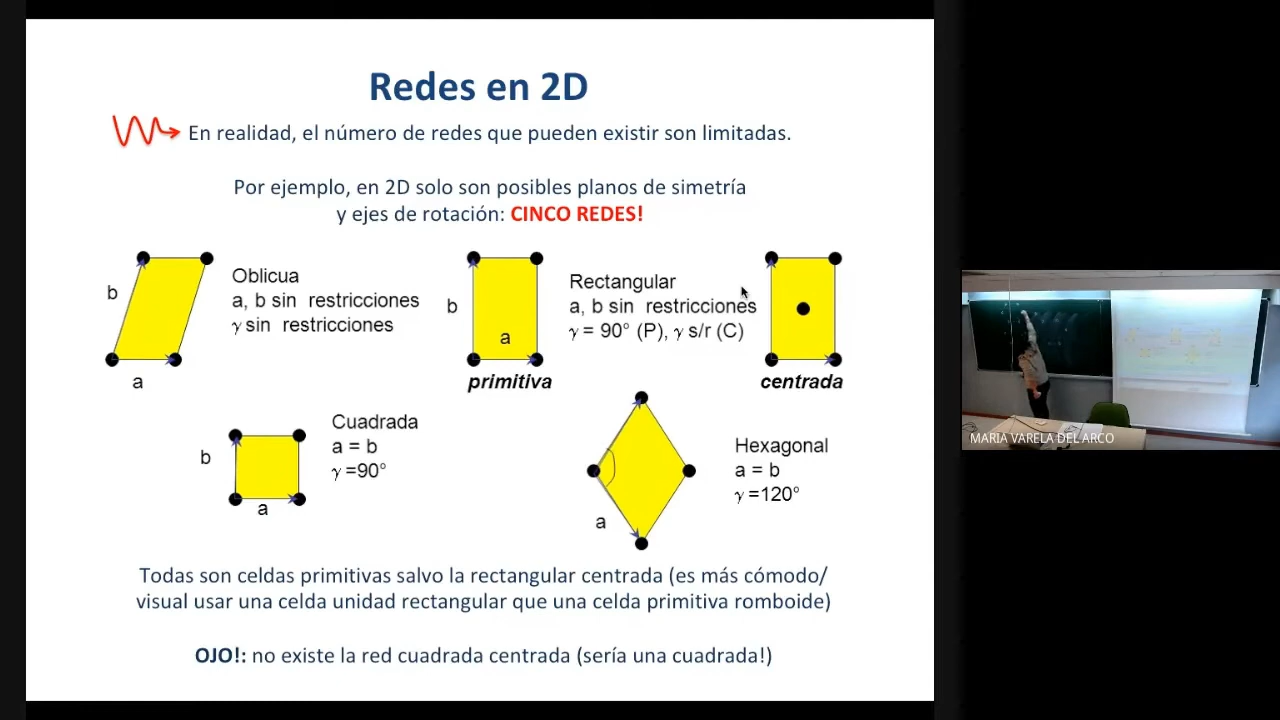 Redes en 2D
En realidad, el número de redes que pueden existir son limitadas.
Por ejemplo, en 2D solo son posibles planos de simetría
y ejes de rotación: CINCO REDES!
b
a
Oblicua
a, b sin restricciones
γ sin restricciones
b
a
primitiva
Rectangular
a, b sin restricciones
γ = 90° (P), γ s/r (C)
centrada
b
a
Cuadrada
a = b
γ =90°
a
Hexagonal
a = b
γ =120°
Todas son celdas primitivas salvo la rectangular centrada (es más cómodo/
visual usar una celda unidad rectangular que una celda primitiva romboide)
OJO!: no existe la red cuadrada centrada (sería una cuadrada!)
MARIA VARELA DEL ARCO